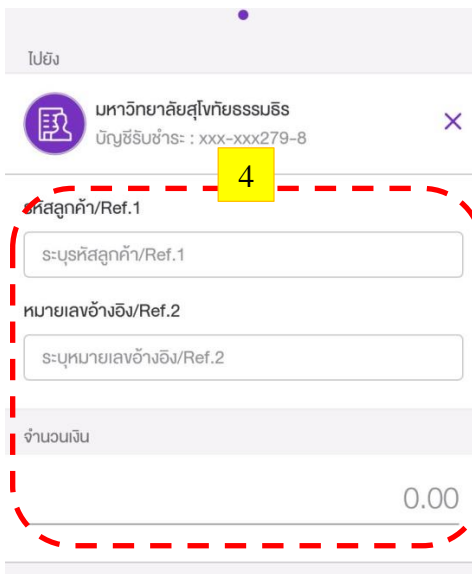 ไปยัง
มหาวิทยาลัยสุโขทัยธรรมธิร
บัญชีรับชำระ : xxx-xxx279-8
4
รหัสลูกค้า/Ref.1
ระบุรหัสลูกค้า/Ref.1
หมายเลขอ้างอิง/Ref.2
ระบุหมายเลขอ้างอิง/Ref.2
จำนวนเงิน
0.00